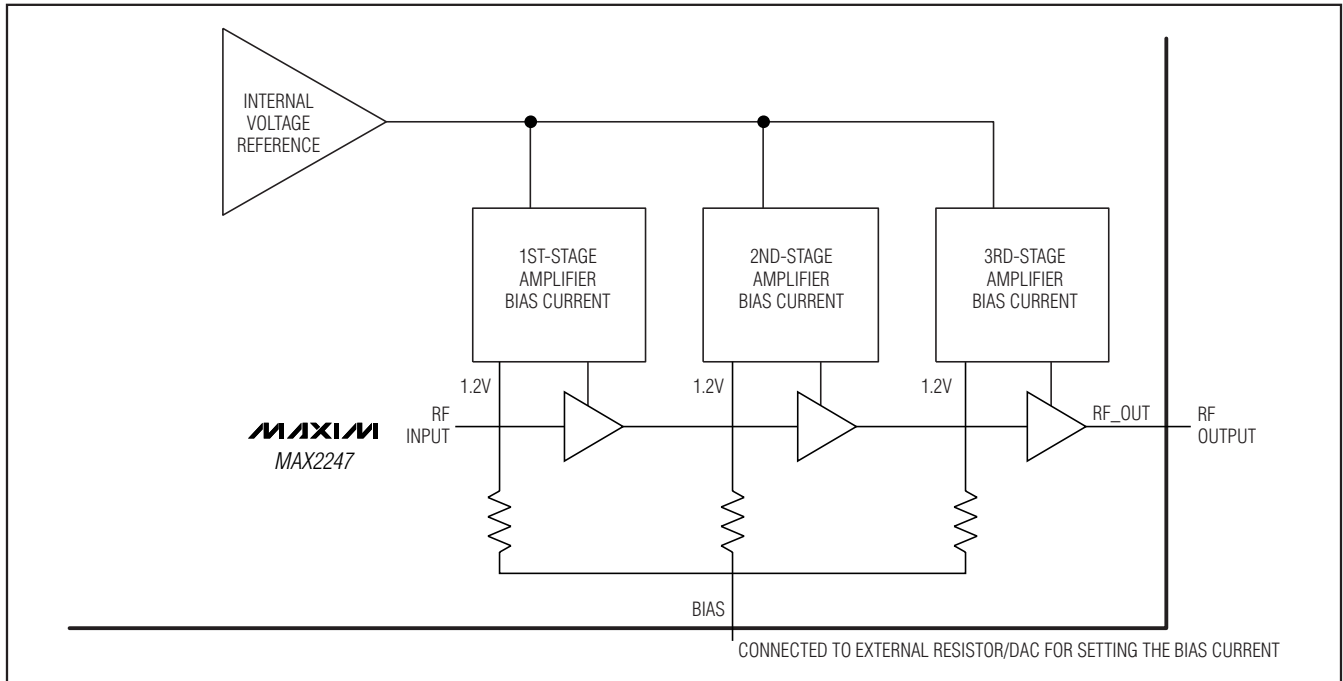 INTERNAL
VOLTAGE
REFERENCE
1ST-STAGE
AMPLIFIER
BIAS CURRENT
2ND-STAGE
AMPLIFIER
BIAS CURRENT
3RD-STAGE
AMPLIFIER
BIAS CURRENT
1.2V
1.2V
1.2V
RF
INPUT
RF_OUT
RF
OUTPUT
MAXIM
MAX2247
BIAS
CONNECTED TO EXTERNAL RESISTOR/DAC FOR SETTING THE BIAS CURRENT